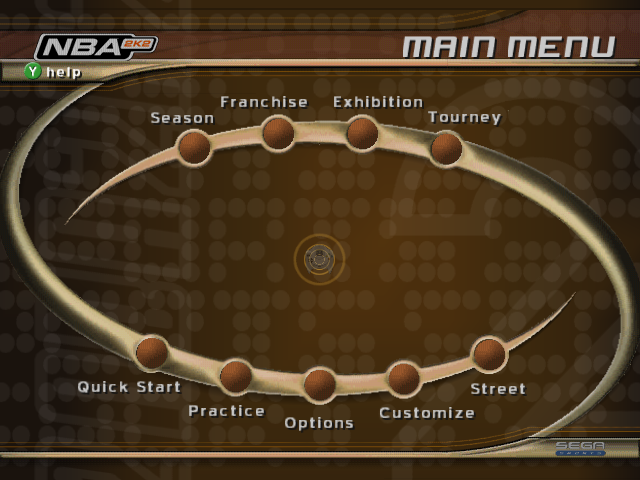 NBA 2K2
MAIN MENU
Y help
Franchise Exhibition
Season Tourney
Quick Start Street
Practice Customize
Options
SEGA
SPORTS